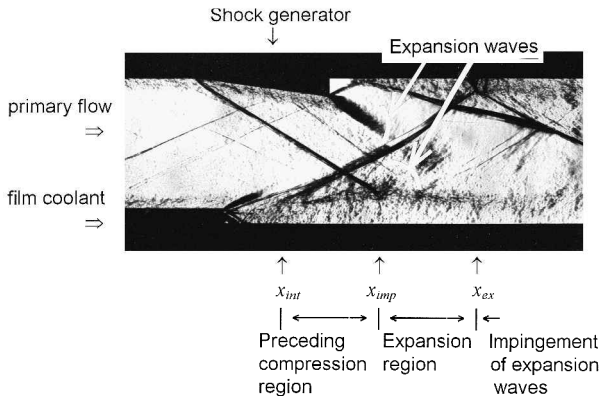 Shock generator
↓
Expansion waves
primary flow
⇒
film coolant
⇒
↑ ↑ ↑
x_int x_imp x_ex
| ←→ | ←→ | ←
Preceding compression region
Expansion region
Impingement of expansion waves